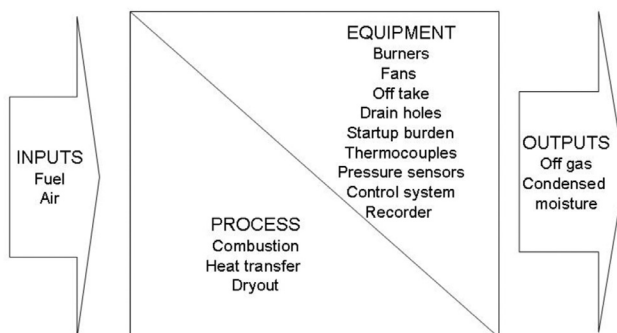 INPUTS
Fuel
Air
PROCESS
Combustion
Heat transfer
Dryout
EQUIPMENT
Burners
Fans
Off take
Drain holes
Startup burden
Thermocouples
Pressure sensors
Control system
Recorder
OUTPUTS
Off gas
Condensed
moisture